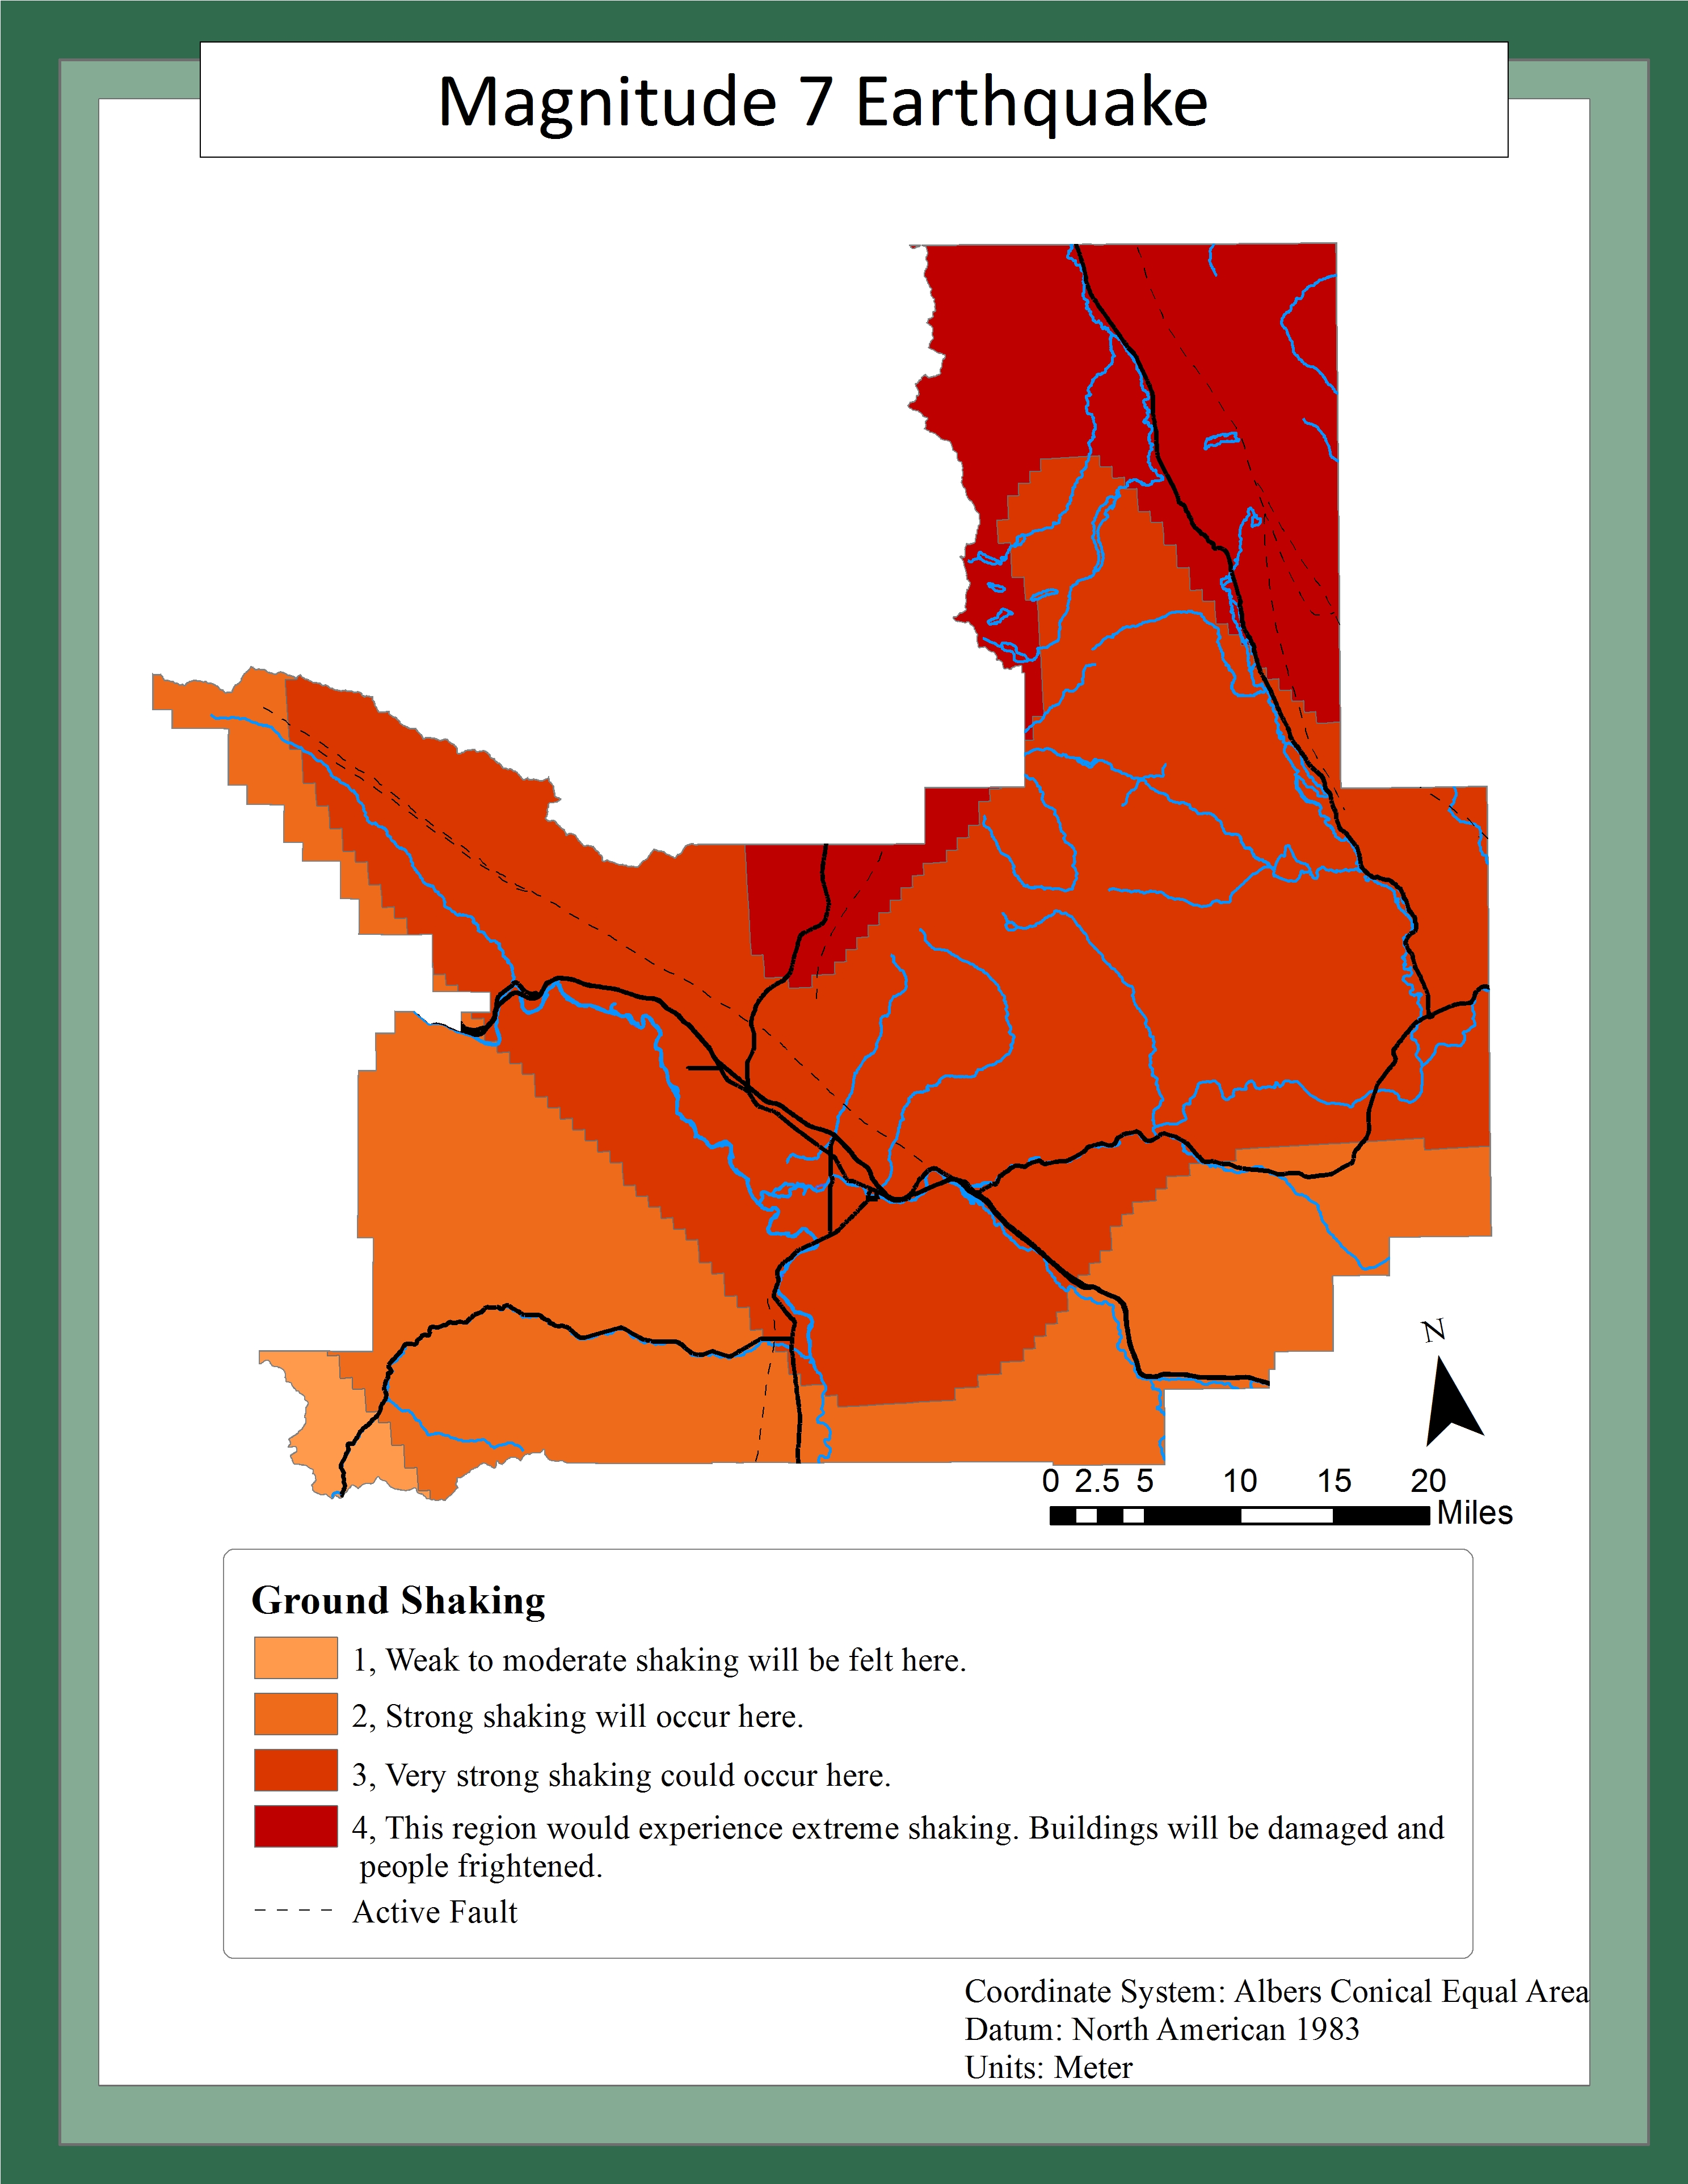 Magnitude 7 Earthquake
N
0 2.5 5 10 15 20
Miles
Ground Shaking
1, Weak to moderate shaking will be felt here.
2, Strong shaking will occur here.
3, Very strong shaking could occur here.
4, This region would experience extreme shaking. Buildings will be damaged and
people frightened.
Active Fault
Coordinate System: Albers Conical Equal Area
Datum: North American 1983
Units: Meter